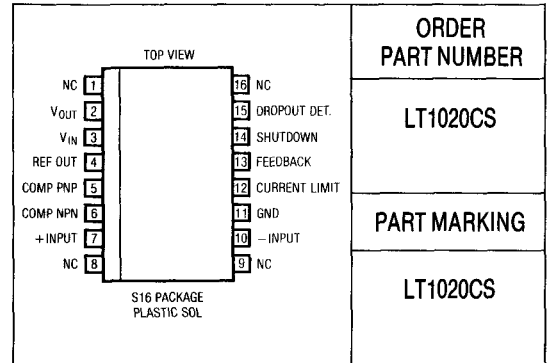 TOP VIEW
NC 1
VOUT 2
VIN 3
REF OUT 4
COMP PNP 5
COMP NPN 6
+INPUT 7
NC 8
16 NC
15 DROPOUT DET.
14 SHUTDOWN
13 FEEDBACK
12 CURRENT LIMIT
11 GND
10 –INPUT
9 NC
S16 PACKAGE
PLASTIC SOL
ORDER
PART NUMBER
LT1020CS
PART MARKING
LT1020CS